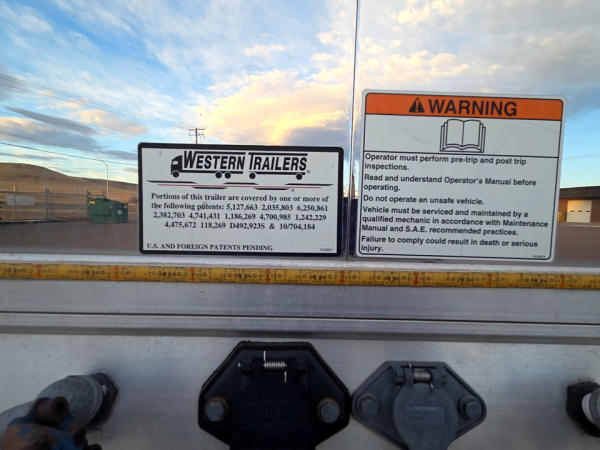 WESTERN TRAILERS
Portions of this trailer are covered by one or more of
the following patents: 5,127,663 2,035,803 6,250,861
2,382,703 4,741,431 1,186,269 4,700,985 1,242,229
4,475,672 118,269 D492,923S & 10/704,184
U.S. AND FOREIGN PATENTS PENDING
WARNING
Operator must perform pre-trip and post trip
inspections.
Read and understand Operator's Manual before
operating.
Do not operate an unsafe vehicle.
Vehicle must be serviced and maintained by a
qualified mechanic in accordance with Maintenance
Manual and S.A.E. recommended practices.
Failure to comply could result in death or serious
injury.
PHILLIPS